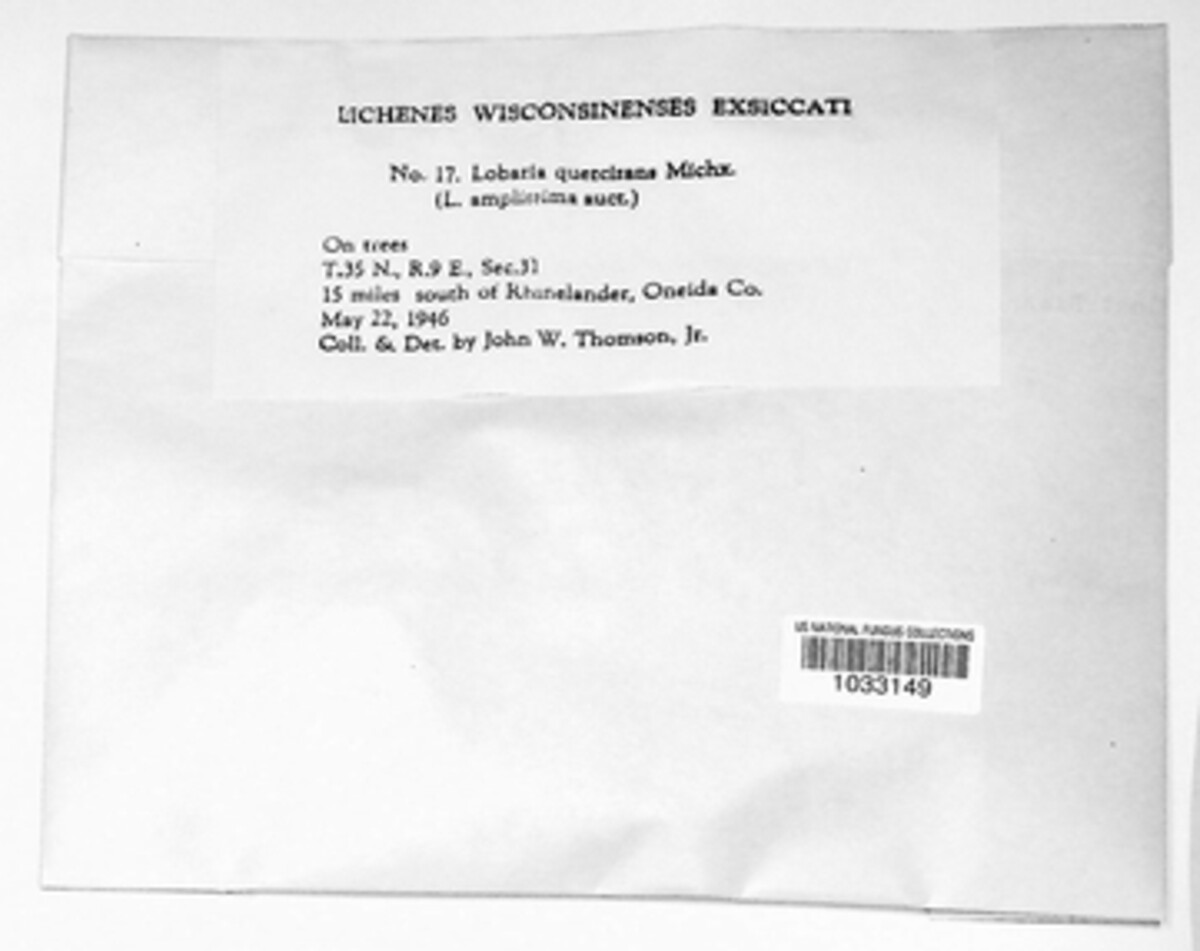 LICHENES WISCONSINENSES EXSICCATI
No. 17. Lobaria quercizans Michx.
(L. amplissima auct.)
On trees
T.35 N., R.9 E., Sec.31
15 miles south of Rhinelander, Oneida Co.
May 22, 1946
Coll. & Det. by John W. Thomson, Jr.
US NATIONAL FUNGUS COLLECTIONS
1033149